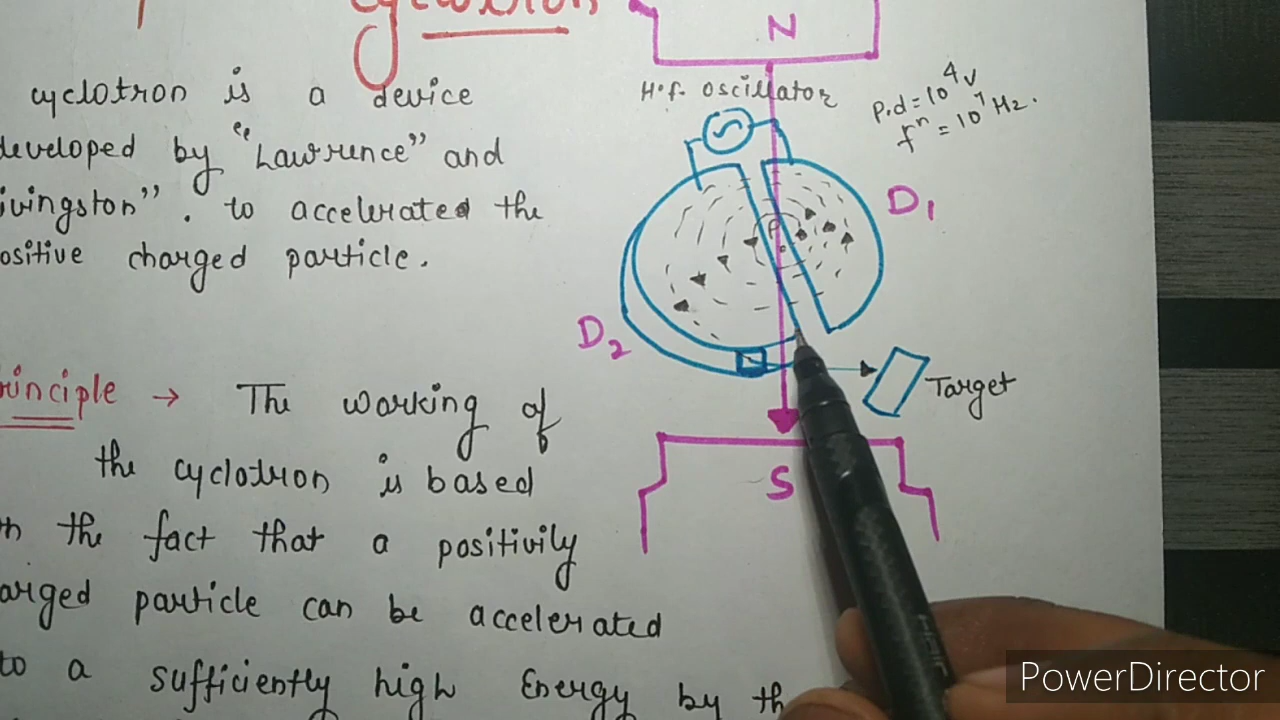 cyclotron
N
cyclotron is a device
developed by "Lawrence" and
ivingston". to accelerated the
ositive charged particle.
H.f. oscillator
P.d = 10⁴ V
fⁿ = 10⁷ Hz.
D₁
P
D₂
Target
S
rinciple → The working of
the cyclotron is based
n the fact that a positivily
arged particle can be accelerated
to a sufficiently high Energy by th
PowerDirector